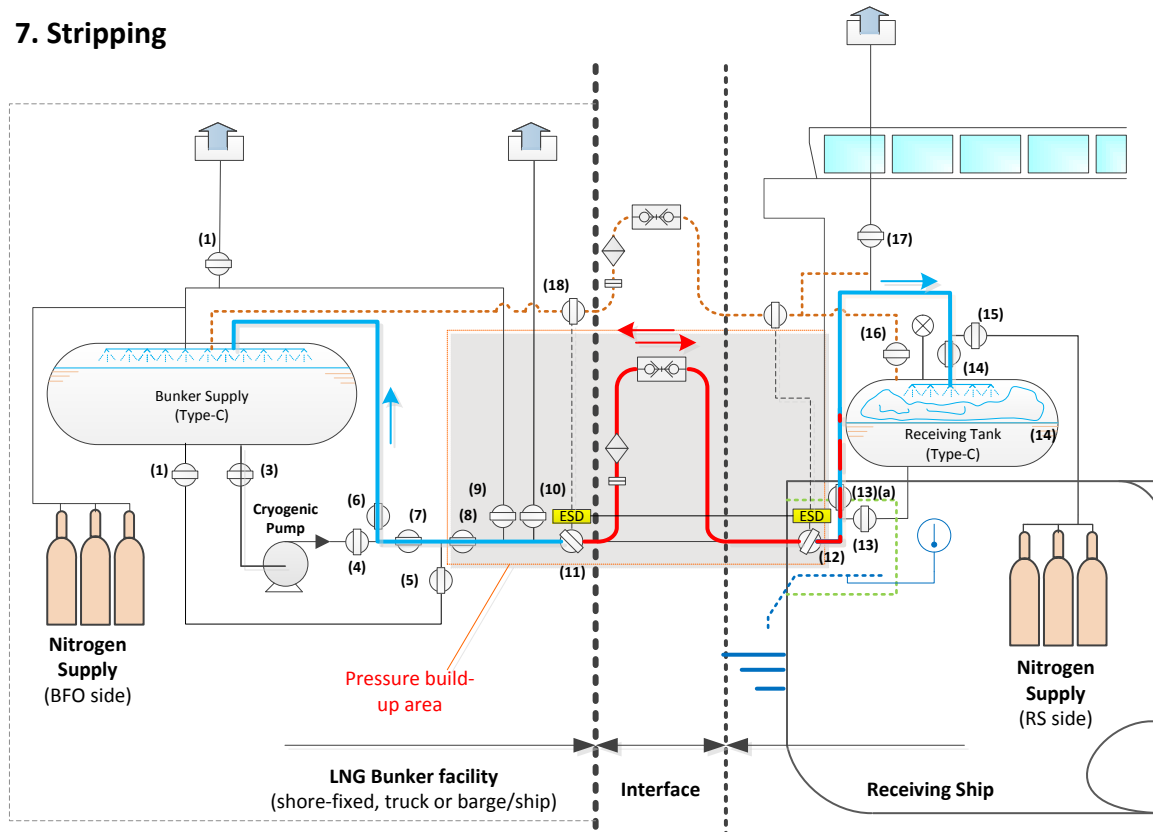 7. Stripping
(1)
(17)
(18)
(15)
(16)
(14)
Bunker Supply
(Type-C)
Receiving Tank
(Type-C)
(14)
(1)
(3)
(6)
(7)
(8)
(9)
(10)
ESD
ESD
(13)(a)
(13)
(12)
Cryogenic
Pump
(4)
(5)
(11)
Nitrogen
Supply
(BFO side)
Pressure build-
up area
Nitrogen
Supply
(RS side)
LNG Bunker facility
(shore-fixed, truck or barge/ship)
Interface
Receiving Ship